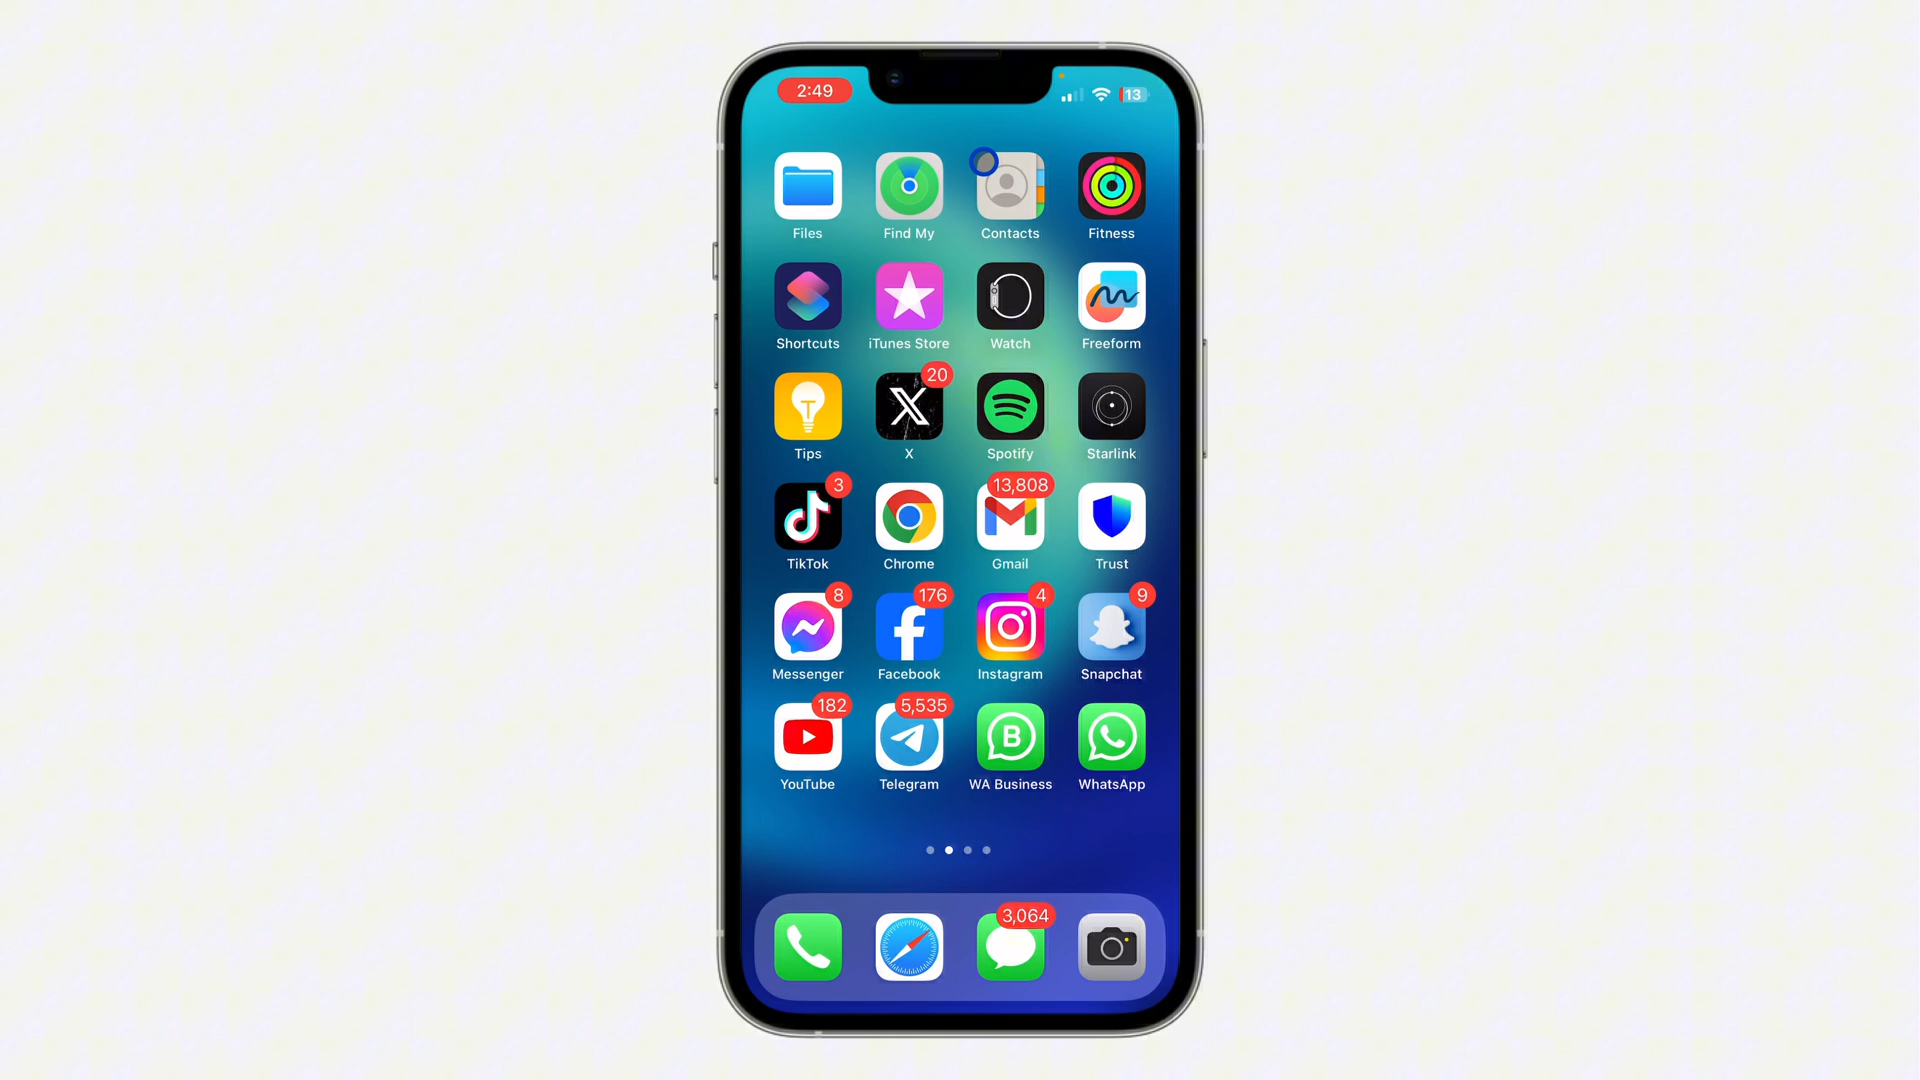 2:49
13
Files
Find My
Contacts
Fitness
Shortcuts
iTunes Store
Watch
Freeform
20
Tips
X
Spotify
Starlink
3
13,808
TikTok
Chrome
Gmail
Trust
8
176
4
9
Messenger
Facebook
Instagram
Snapchat
182
5,535
B
YouTube
Telegram
WA Business
WhatsApp
3,064